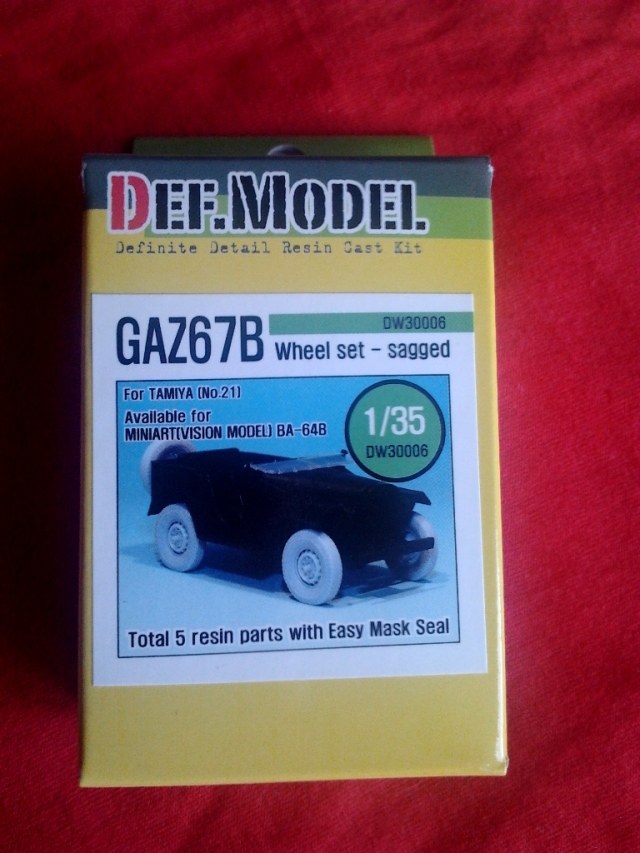 DEF.MODEL
Definite Detail Resin Cast Kit
DW30006
GAZ67B Wheel set - sagged
For TAMIYA (No.21)
Available for
MINIART(VISION MODEL) BA-64B
1/35
DW30006
Total 5 resin parts with Easy Mask Seal